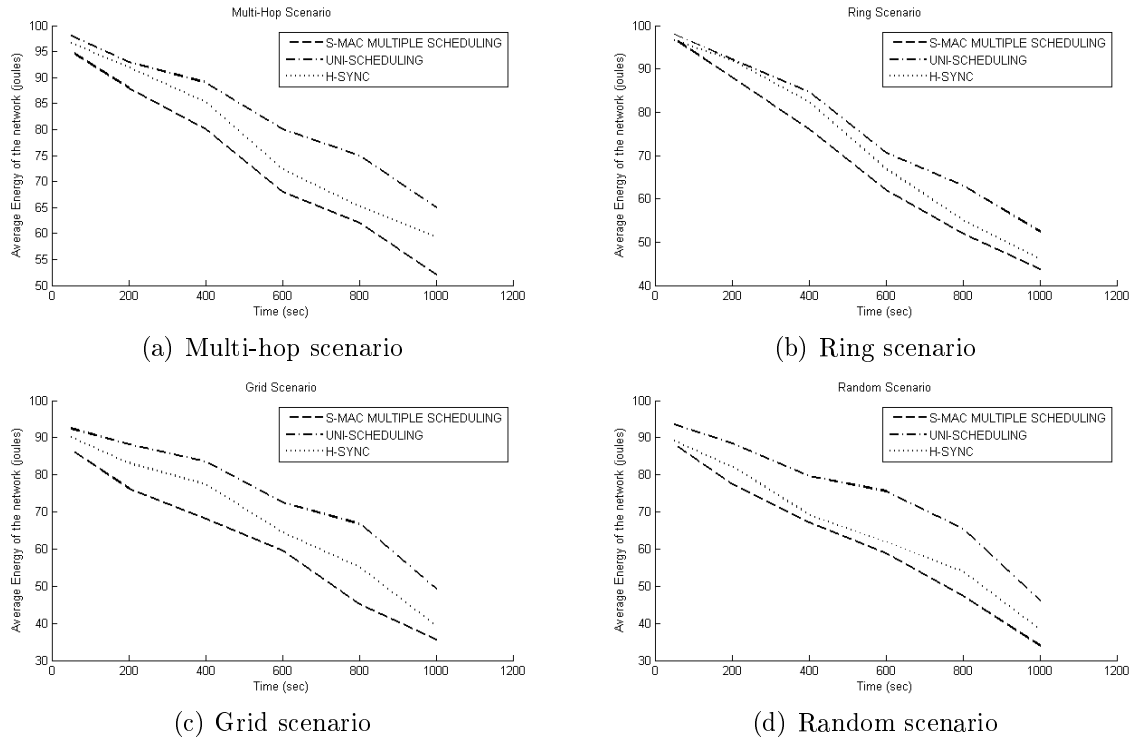 Multi-Hop Scenario
100
95
90
85
80
75
70
65
60
55
50
Average Energy of the network (joules)
S-MAC MULTIPLE SCHEDULING
UNI-SCHEDULING
H-SYNC
0 200 400 600 800 1000 1200
Time (sec)
(a) Multi-hop scenario
Ring Scenario
100
90
80
70
60
50
40
Average Energy of the network (joules)
S-MAC MULTIPLE SCHEDULING
UNI-SCHEDULING
H-SYNC
0 200 400 600 800 1000 1200
Time (sec)
(b) Ring scenario
Grid Scenario
100
90
80
70
60
50
40
30
Average Energy of the network (joules)
S-MAC MULTIPLE SCHEDULING
UNI-SCHEDULING
H-SYNC
0 200 400 600 800 1000 1200
Time (sec)
(c) Grid scenario
Random Scenario
100
90
80
70
60
50
40
30
Average Energy of the network (joules)
S-MAC MULTIPLE SCHEDULING
UNI-SCHEDULING
H-SYNC
0 200 400 600 800 1000 1200
Time (sec)
(d) Random scenario